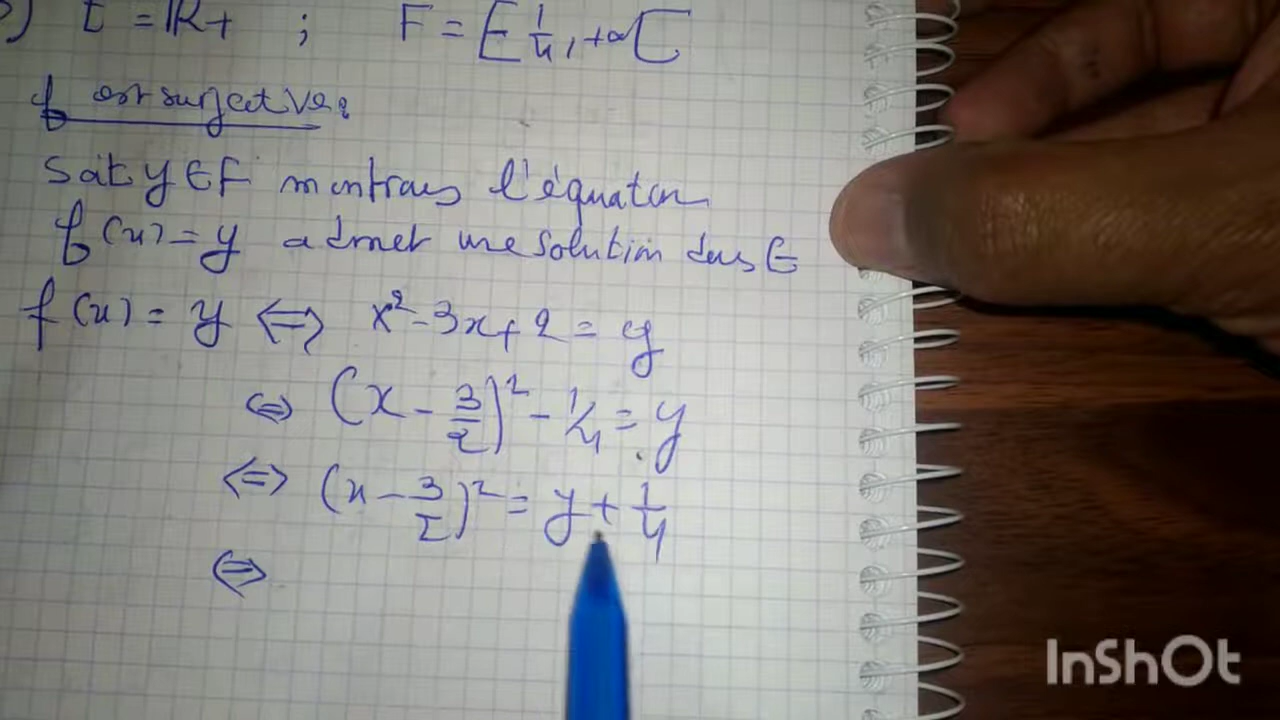 E = IR+ ; F = [ 1/4, +∞[
f est surjective:
Soit y ∈ F montrons l'équation
f(x) = y admet une solution dans E
f(x) = y ⟺ x² - 3x + 2 = y
⟺ (x - 3/2)² - 1/4 = y
⟺ (x - 3/2)² = y + 1/4
⟺
InShOt